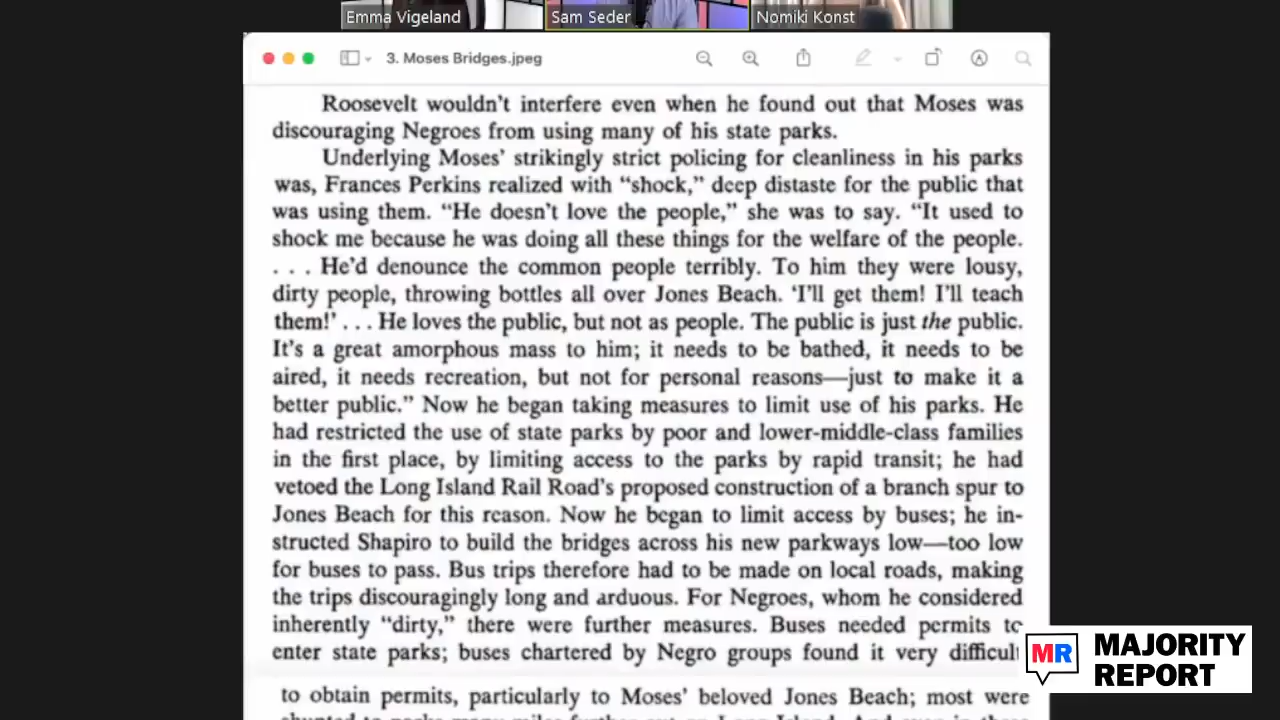 Emma Vigeland
Sam Seder
Nomiki Konst
3. Moses Bridges.jpeg
Roosevelt wouldn't interfere even when he found out that Moses was
discouraging Negroes from using many of his state parks.
Underlying Moses' strikingly strict policing for cleanliness in his parks
was, Frances Perkins realized with "shock," deep distaste for the public that
was using them. "He doesn't love the people," she was to say. "It used to
shock me because he was doing all these things for the welfare of the people.
. . . He'd denounce the common people terribly. To him they were lousy,
dirty people, throwing bottles all over Jones Beach. 'I'll get them! I'll teach
them!' . . . He loves the public, but not as people. The public is just the public.
It's a great amorphous mass to him; it needs to be bathed, it needs to be
aired, it needs recreation, but not for personal reasons—just to make it a
better public." Now he began taking measures to limit use of his parks. He
had restricted the use of state parks by poor and lower-middle-class families
in the first place, by limiting access to the parks by rapid transit; he had
vetoed the Long Island Rail Road's proposed construction of a branch spur to
Jones Beach for this reason. Now he began to limit access by buses; he in-
structed Shapiro to build the bridges across his new parkways low—too low
for buses to pass. Bus trips therefore had to be made on local roads, making
the trips discouragingly long and arduous. For Negroes, whom he considered
inherently "dirty," there were further measures. Buses needed permits to
enter state parks; buses chartered by Negro groups found it very difficult
to obtain permits, particularly to Moses' beloved Jones Beach; most were
MR MAJORITY
REPORT